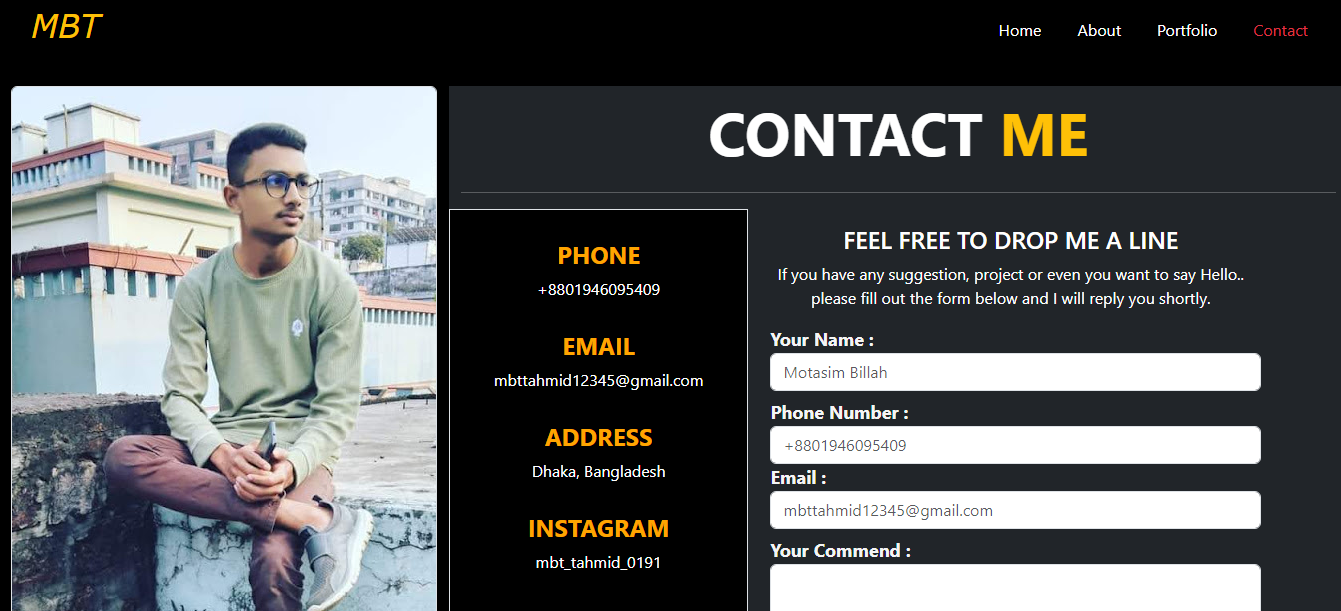 MBT
Home About Portfolio Contact
CONTACT ME
PHONE
+8801946095409
EMAIL
mbttahmid12345@gmail.com
ADDRESS
Dhaka, Bangladesh
INSTAGRAM
mbt_tahmid_0191
FEEL FREE TO DROP ME A LINE
If you have any suggestion, project or even you want to say Hello..
please fill out the form below and I will reply you shortly.
Your Name :
Motasim Billah
Phone Number :
+8801946095409
Email :
mbttahmid12345@gmail.com
Your Commend :